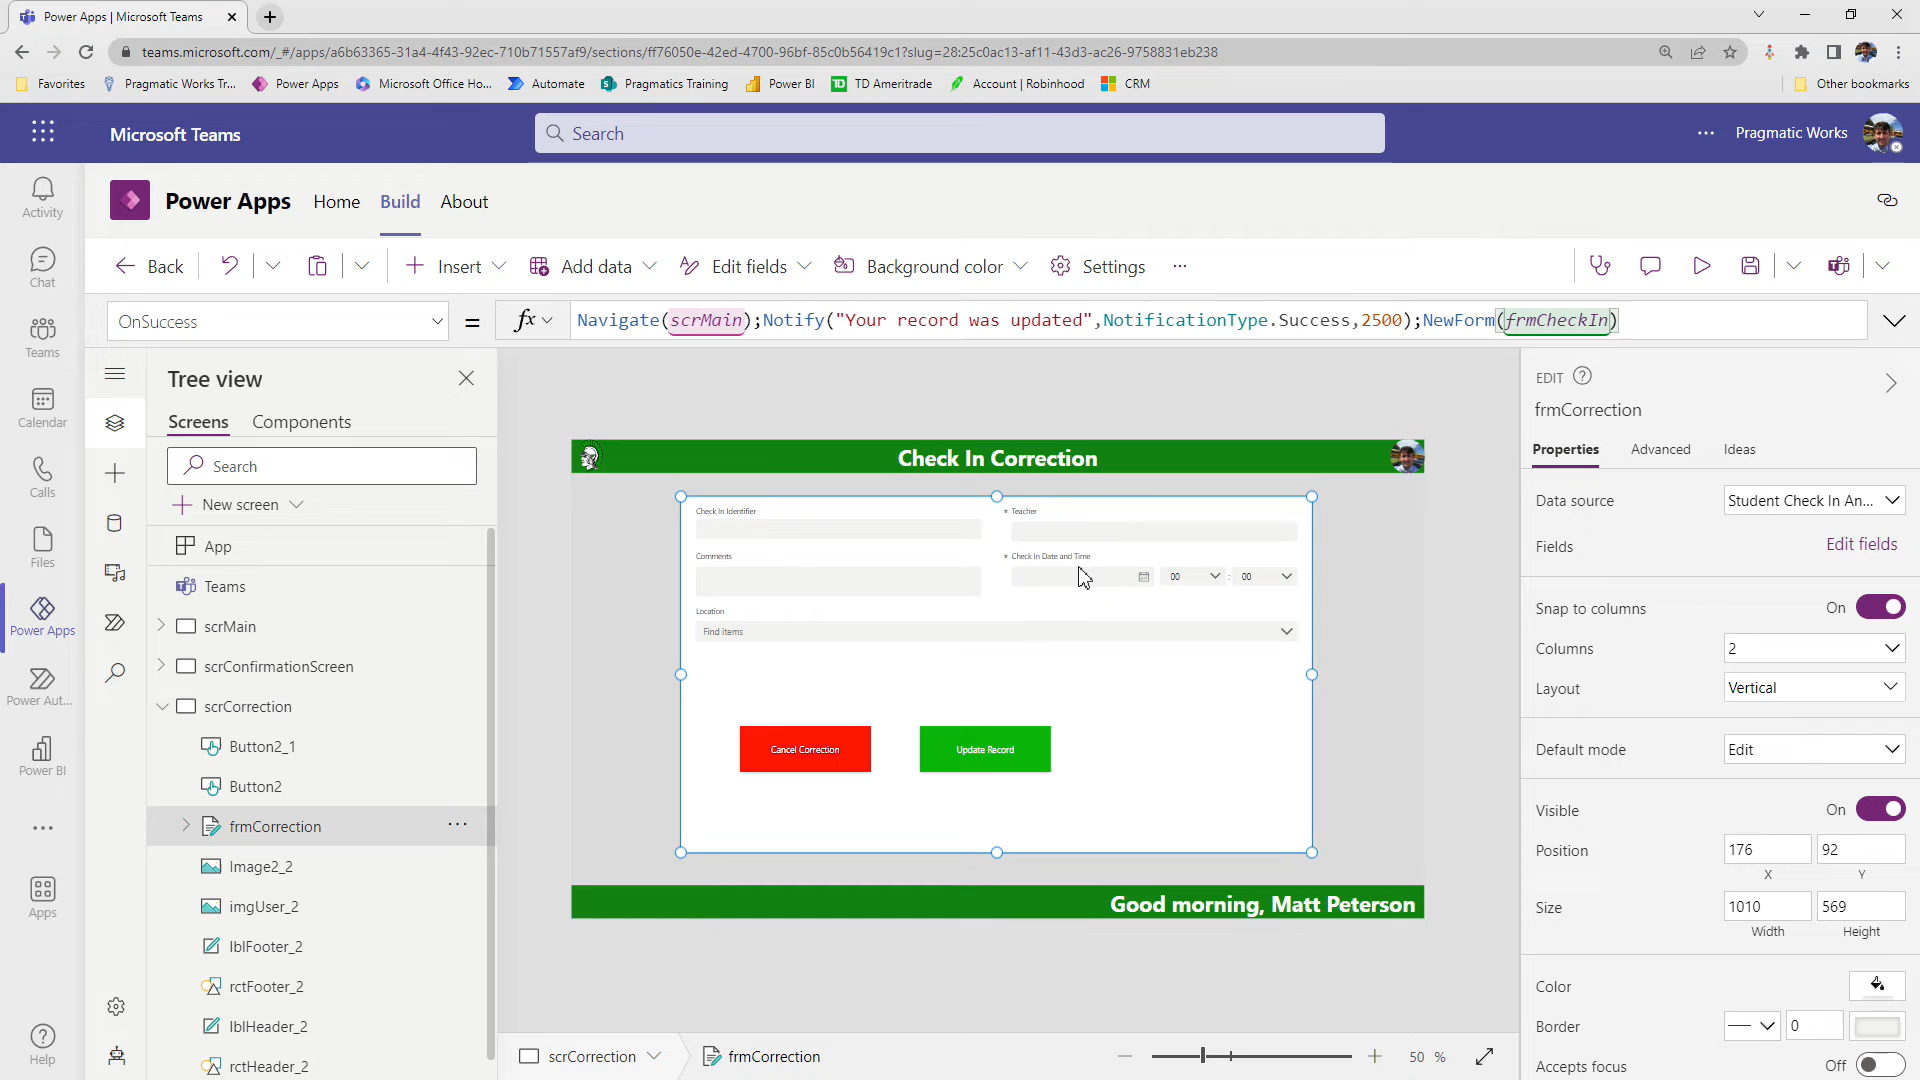 Power Apps | Microsoft Teams
teams.microsoft.com/_#/apps/a6b63365-31a4-4f43-92ec-710b71557af9/sections/ff76050e-42ed-4700-96bf-85c0b56419c1?slug=28:25c0ac13-af11-43d3-ac26-9758831eb238
Favorites Pragmatic Works Tr... Power Apps Microsoft Office Ho... Automate Pragmatics Training Power BI TD Ameritrade Account | Robinhood CRM Other bookmarks
Microsoft Teams Search Pragmatic Works
Power Apps Home Build About
Back Insert Add data Edit fields Background color Settings
OnSuccess = fx Navigate(scrMain);Notify("Your record was updated",NotificationType.Success,2500);NewForm(frmCheckIn)
Activity
Chat
Teams
Calendar
Calls
Files
Power Apps
Power Aut...
Power BI
Apps
Help
Tree view
Screens Components
Search
New screen
App
Teams
scrMain
scrConfirmationScreen
scrCorrection
Button2_1
Button2
frmCorrection
Image2_2
imgUser_2
lblFooter_2
rctFooter_2
lblHeader_2
rctHeader_2
Check In Correction
Check In Identifier
* Teacher
Comments
* Check In Date and Time
00 : 00
Location
Find items
Cancel Correction Update Record
Good morning, Matt Peterson
scrCorrection frmCorrection 50 %
EDIT
frmCorrection
Properties Advanced Ideas
Data source Student Check In An...
Fields Edit fields
Snap to columns On
Columns 2
Layout Vertical
Default mode Edit
Visible On
Position 176 92
X Y
Size 1010 569
Width Height
Color
Border 0
Accepts focus Off